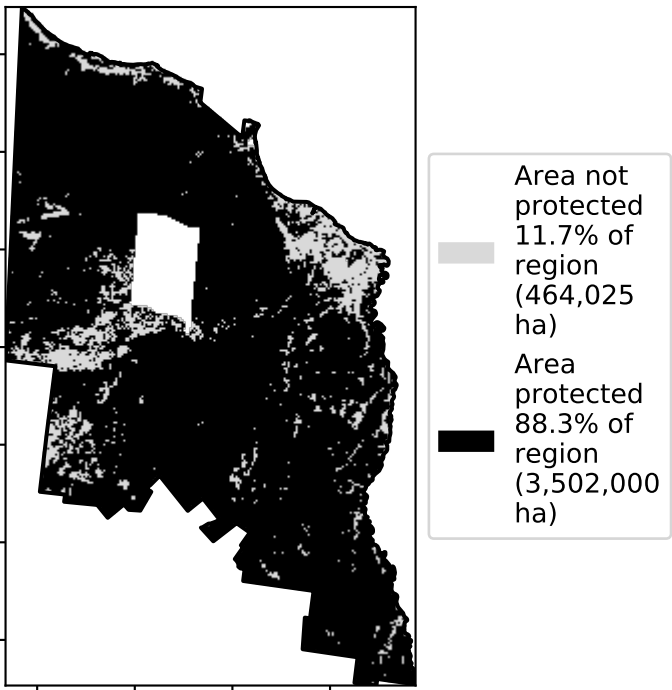 Area not
protected
11.7% of
region
(464,025
ha)
Area
protected
88.3% of
region
(3,502,000
ha)